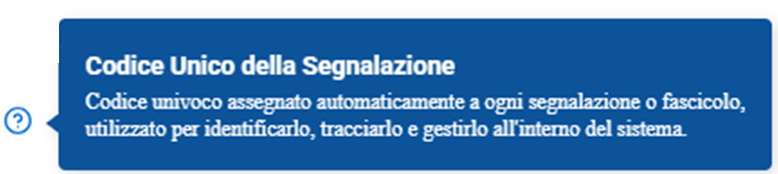 Codice Unico della Segnalazione
Codice univoco assegnato automaticamente a ogni segnalazione o fascicolo,
utilizzato per identificarlo, tracciarlo e gestirlo all'interno del sistema.
?